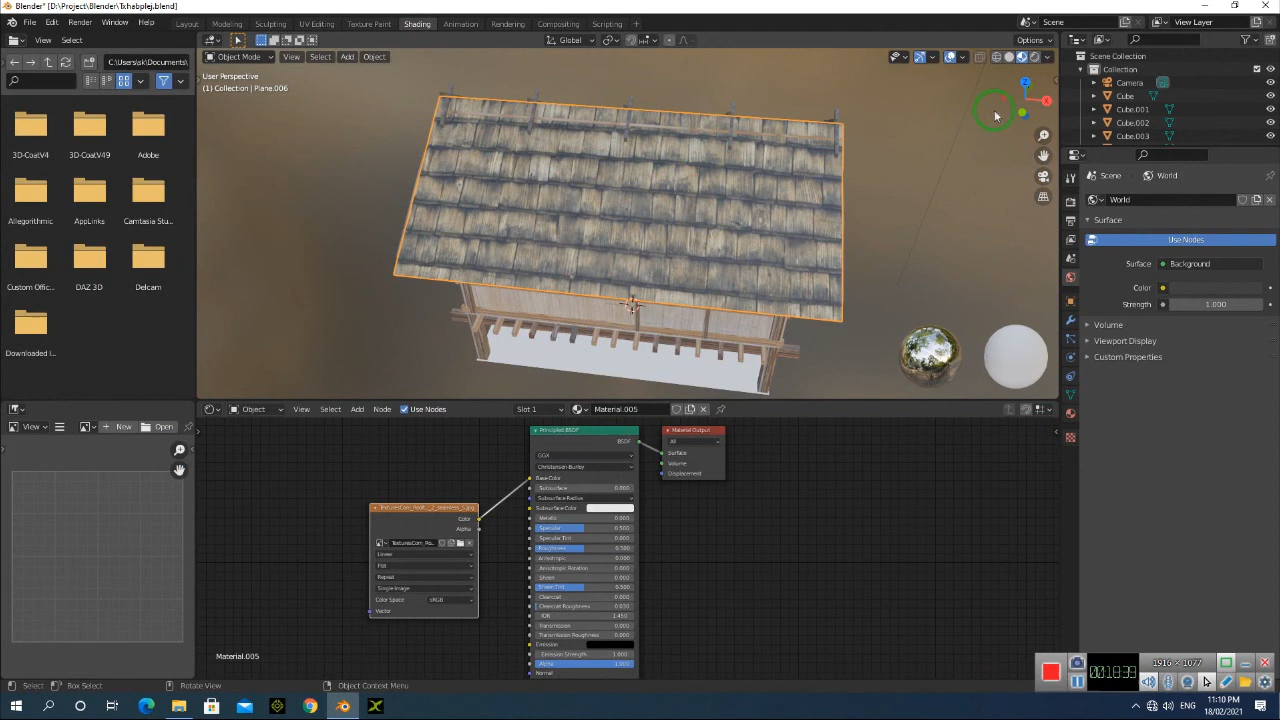 Blender* [D:\Project\Blender\Txhabplej.blend]
File Edit Render Window Help
Layout Modeling Sculpting UV Editing Texture Paint Shading Animation Rendering Compositing Scripting +
Scene
View Layer
View Select
Global
Options
Object Mode View Select Add Object
C:\Users\sk\Documents\
User Perspective
(1) Collection | Plane.006
Scene Collection
Collection
Camera
Cube
Cube.001
Cube.002
Cube.003
3D-CoatV4
3D-CoatV49
Adobe
Allegorithmic
AppLinks
Camtasia Stu...
Custom Offic...
DAZ 3D
Delcam
Downloaded I...
Z
X
Scene World
World
Surface
Use Nodes
Surface Background
Color
Strength 1.000
Volume
Viewport Display
Custom Properties
Object View Select Add Node Use Nodes Slot 1 Material.005
View New Open
Principled BSDF
BSDF
GGX
Christensen-Burley
Base Color
Subsurface 0.000
Subsurface Radius
Subsurface Color
Metallic 0.000
Specular 0.500
Specular Tint 0.000
Roughness 0.500
Anisotropic 0.000
Anisotropic Rotation 0.000
Sheen 0.000
Sheen Tint 0.500
Clearcoat 0.000
Clearcoat Roughness 0.030
IOR 1.450
Transmission 0.000
Transmission Roughness 0.000
Emission
Emission Strength 1.000
Alpha 1.000
Normal
Material Output
All
Surface
Volume
Displacement
TexturesCom_Roofi..._2_seamless_S.jpg
Color
Alpha
TexturesCom_Ro...
Linear
Flat
Repeat
Single Image
Color Space sRGB
Vector
Material.005
Select Box Select Rotate View Object Context Menu
1916 × 1077
ENG
11:10 PM
18/02/2021